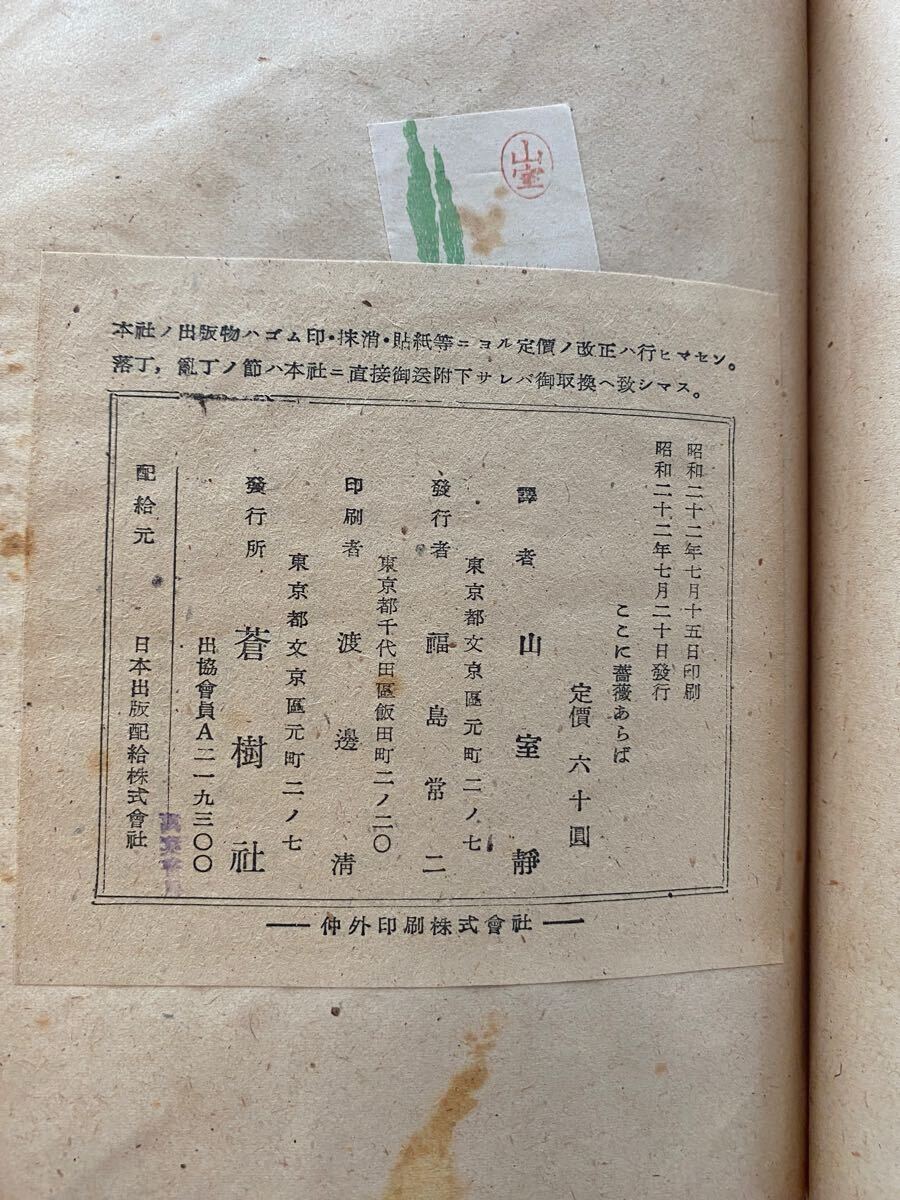 山室
本社ノ出版物ハゴム印・抹消・貼紙等ニヨル定價ノ改正ハ行ヒマセン。
落丁,亂丁ノ節ハ本社ニ直接御送附下サレバ御取換ヘ致シマス。
昭和二十二年七月十五日印刷
昭和二十二年七月二十日發行
ここに薔薇あらば
定價 六十圓
譯者 山室靜
東京都文京區元町二ノ七
發行者 福島常二
東京都千代田區飯田町二ノ二〇
印刷者 渡邊淸
東京都文京區元町二ノ七
發行所 蒼樹社
出協會員A二一九三〇〇
配給元 日本出版配給株式會社
仲外印刷株式會社